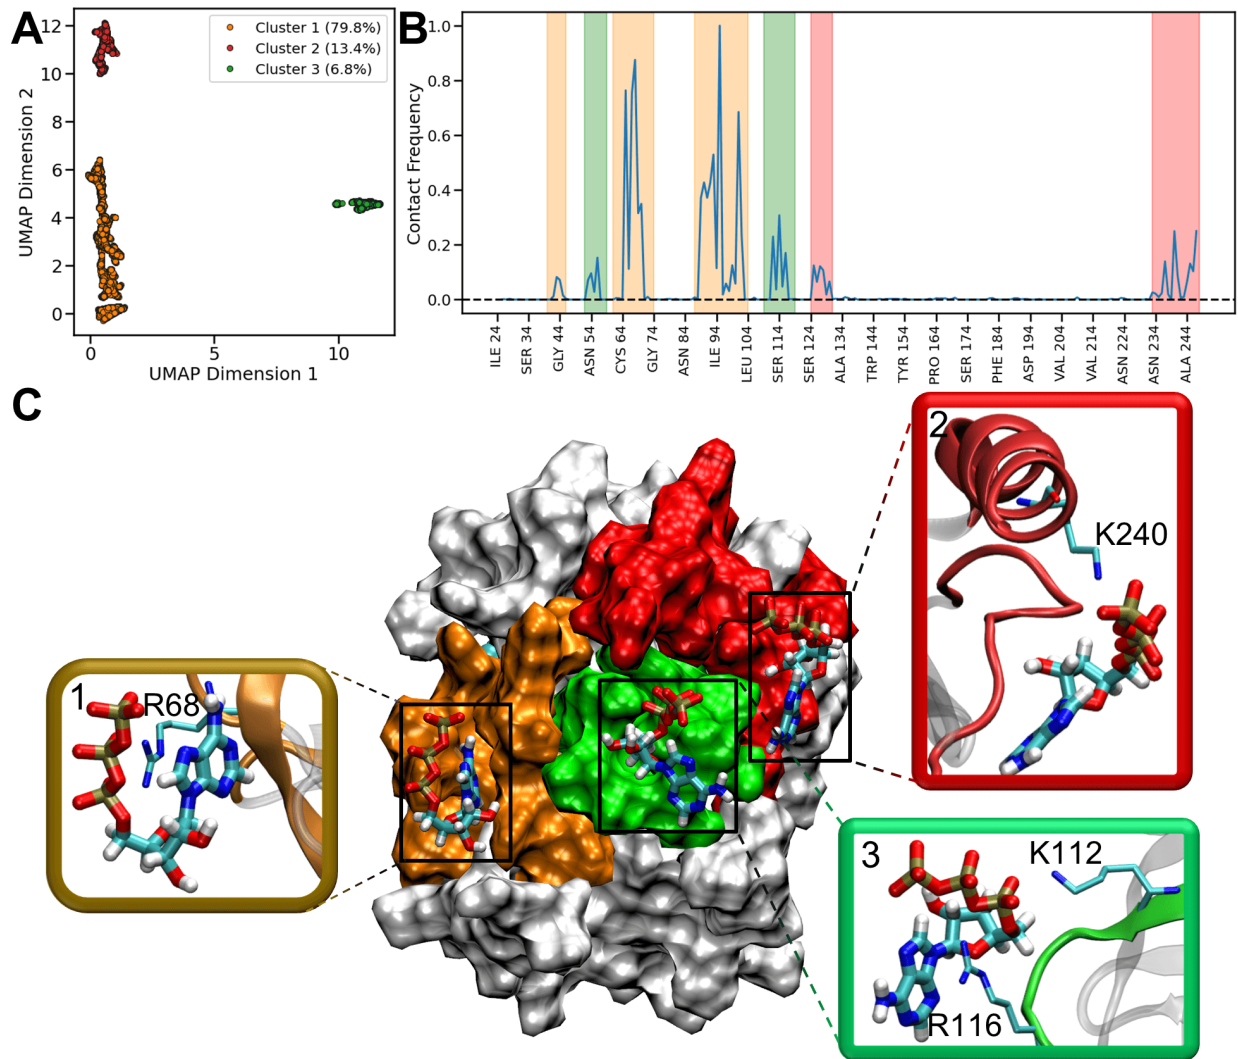 A
12
10
8
6
4
2
0
UMAP Dimension 2
Cluster 1 (79.8%)
Cluster 2 (13.4%)
Cluster 3 (6.8%)
0
5
10
UMAP Dimension 1
B
1.0
0.8
0.6
0.4
0.2
0.0
Contact Frequency
ILE 24
SER 34
GLY 44
ASN 54
CYS 64
GLY 74
ASN 84
ILE 94
LEU 104
SER 114
SER 124
ALA 134
TRP 144
TYR 154
PRO 164
SER 174
PHE 184
ASP 194
VAL 204
VAL 214
ASN 224
ASN 234
ALA 244
C
2
K240
1
R68
3
K112
R116